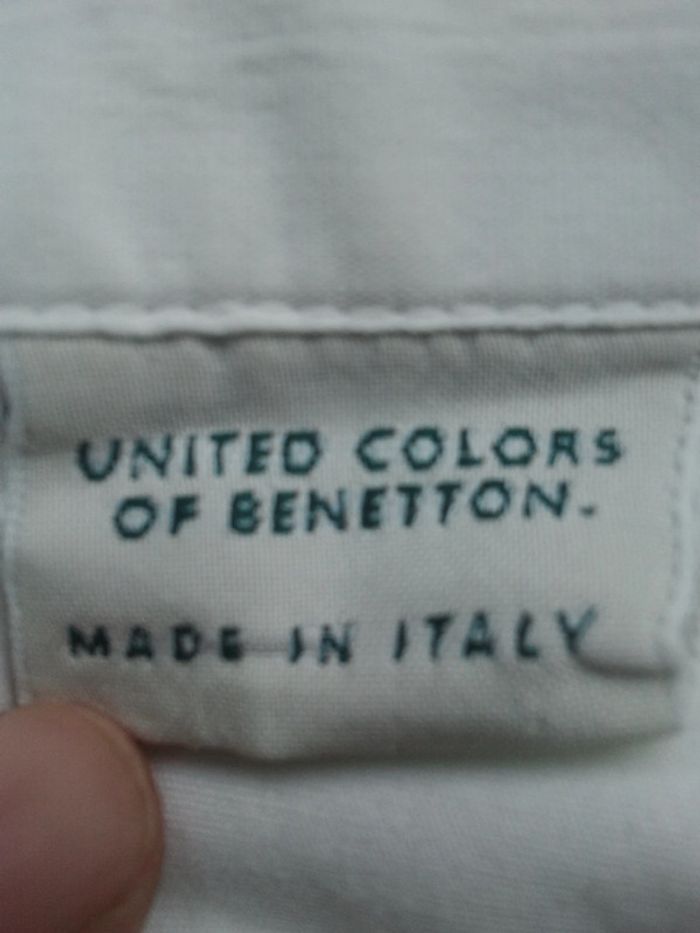 UNITED COLORS
OF BENETTON.
MADE IN ITALY